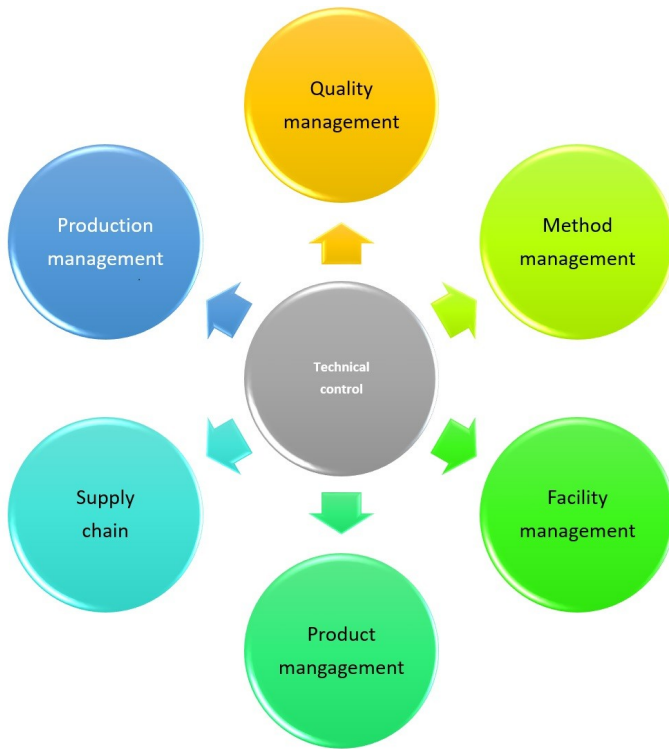 Quality
management
Production
management
Method
management
Technical
control
Supply
chain
Facility
management
Product
mangagement